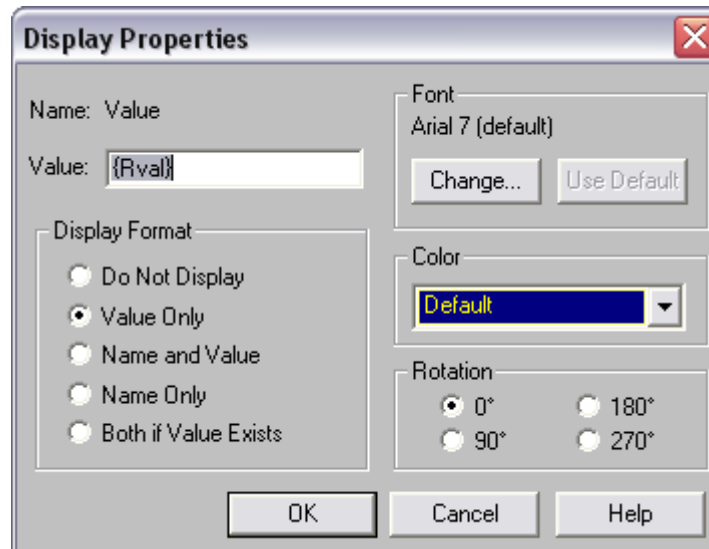 Display Properties
Name: Value
Value: {Rval}
Display Format
Do Not Display
Value Only
Name and Value
Name Only
Both if Value Exists
Font
Arial 7 (default)
Change... Use Default
Color
Default
Rotation
0° 180°
90° 270°
OK Cancel Help